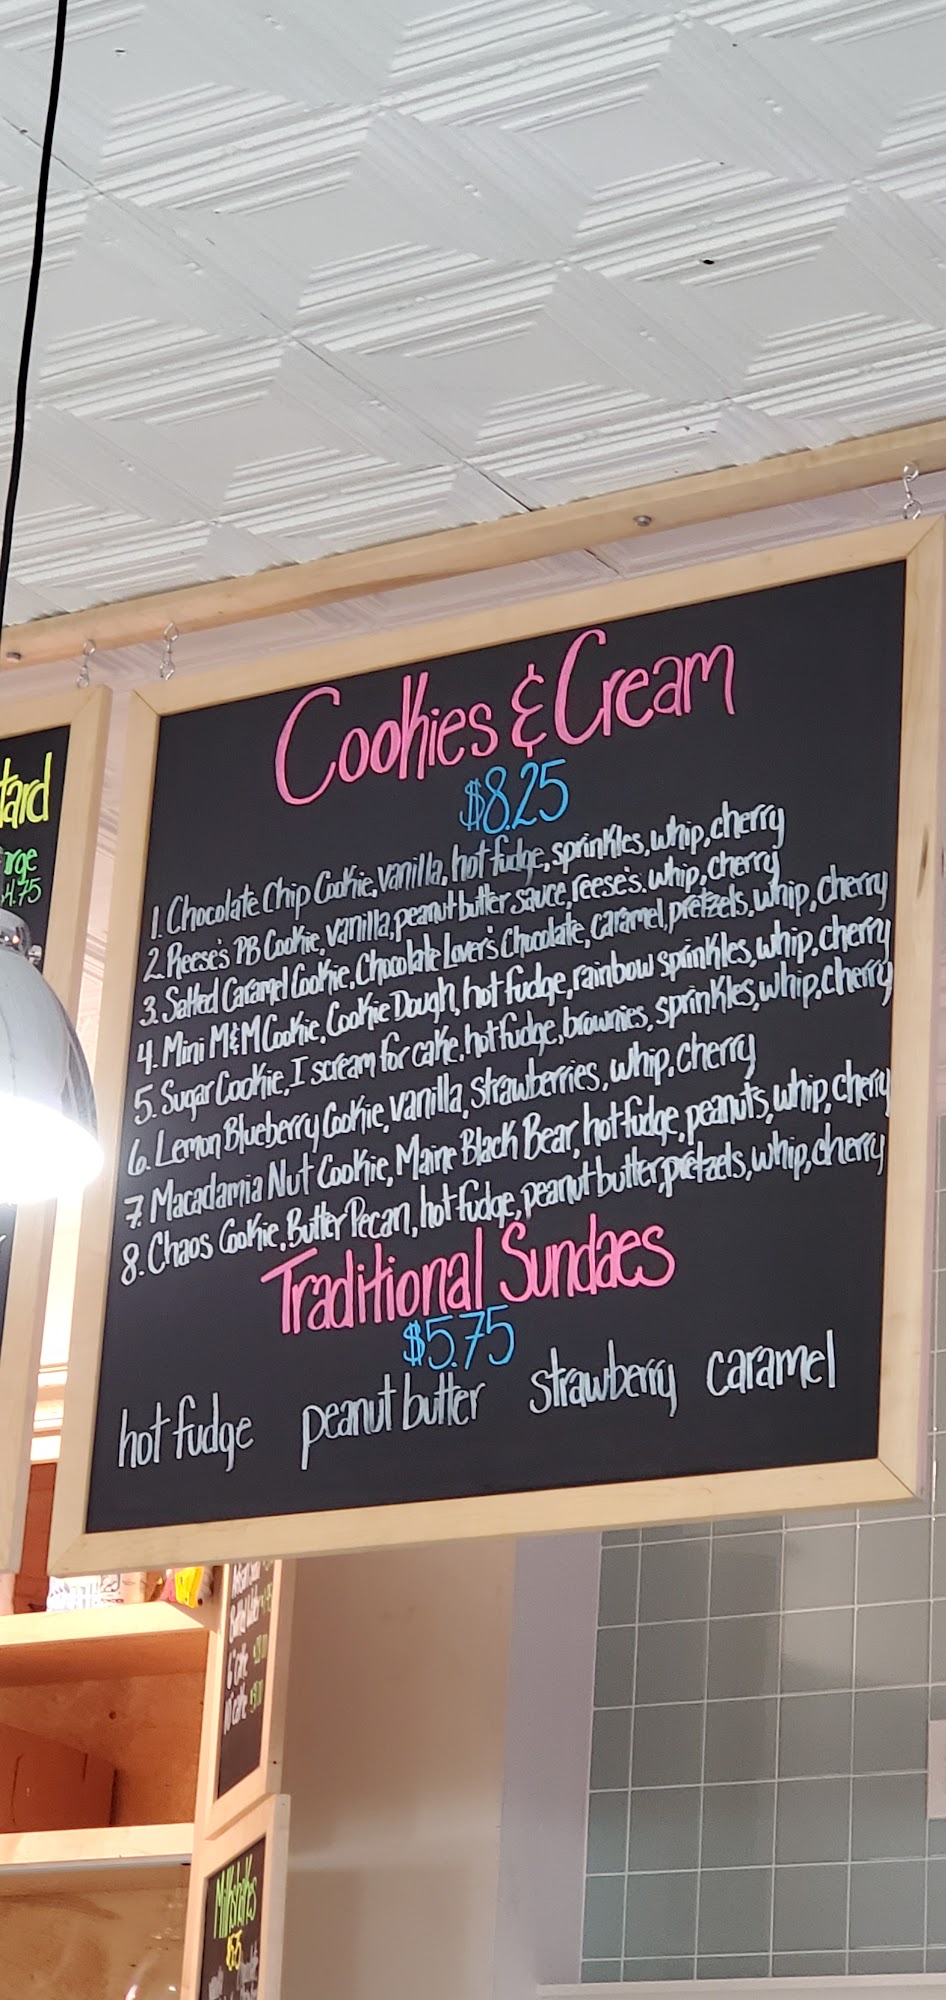 Cookies & Cream
$8.25
1. Chocolate Chip Cookie, vanilla, hot fudge, sprinkles, whip, cherry
2. Reese's PB Cookie, vanilla, peanut butter sauce, reese's, whip, cherry
3. Salted Caramel Cookie, Chocolate Lover's Chocolate, caramel, pretzels, whip, cherry
4. Mini M&M Cookie, Cookie Dough, hot fudge, rainbow sprinkles, whip, cherry
5. Sugar Cookie, I scream for cake, hot fudge, brownies, sprinkles, whip, cherry
6. Lemon Blueberry Cookie, vanilla, strawberries, whip, cherry
7. Macadamia Nut Cookie, Maine Black Bear, hot fudge, peanuts, whip, cherry
8. Chaos Cookie, Butter Pecan, hot fudge, peanut butter, pretzels, whip, cherry
Traditional Sundaes
$5.75
hot fudge peanut butter strawberry caramel
tard
arge
4.75
Milkshakes